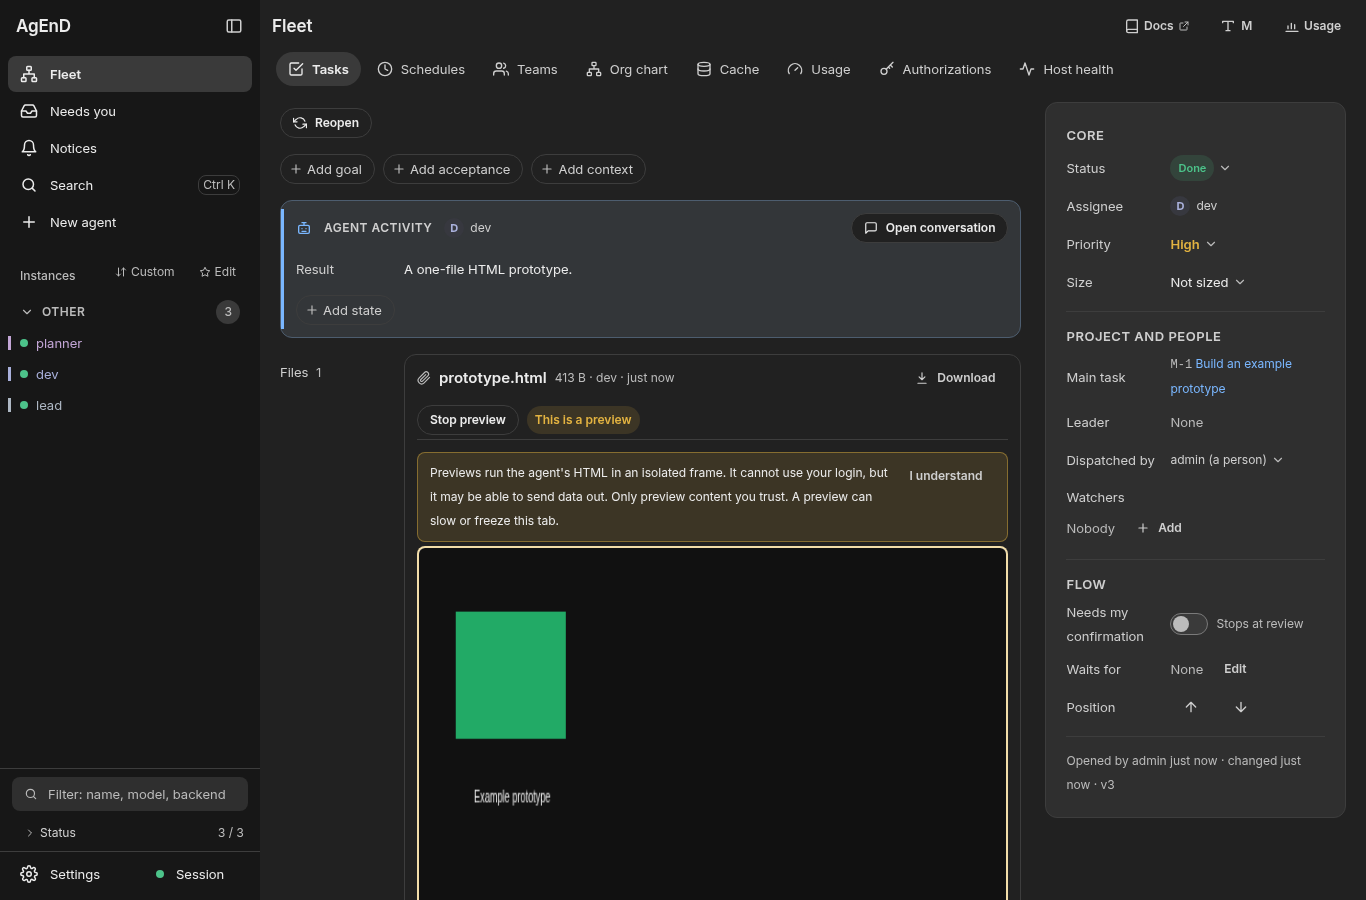 AgEnD
Fleet
Needs you
Notices
Search
Ctrl K
New agent
Instances
Custom
Edit
OTHER
3
planner
dev
lead
Filter: name, model, backend
Status
3 / 3
Settings
Session
Fleet
Docs
M
Usage
Tasks
Schedules
Teams
Org chart
Cache
Usage
Authorizations
Host health
Reopen
Add goal
Add acceptance
Add context
AGENT ACTIVITY
D
dev
Open conversation
Result
A one-file HTML prototype.
Add state
Files 1
prototype.html
413 B · dev · just now
Download
Stop preview
This is a preview
Previews run the agent's HTML in an isolated frame. It cannot use your login, but
it may be able to send data out. Only preview content you trust. A preview can
slow or freeze this tab.
I understand
Example prototype
CORE
Status
Done
Assignee
D
dev
Priority
High
Size
Not sized
PROJECT AND PEOPLE
Main task
M-1 Build an example
prototype
Leader
None
Dispatched by
admin (a person)
Watchers
Nobody
Add
FLOW
Needs my
confirmation
Stops at review
Waits for
None
Edit
Position
Opened by admin just now · changed just
now · v3